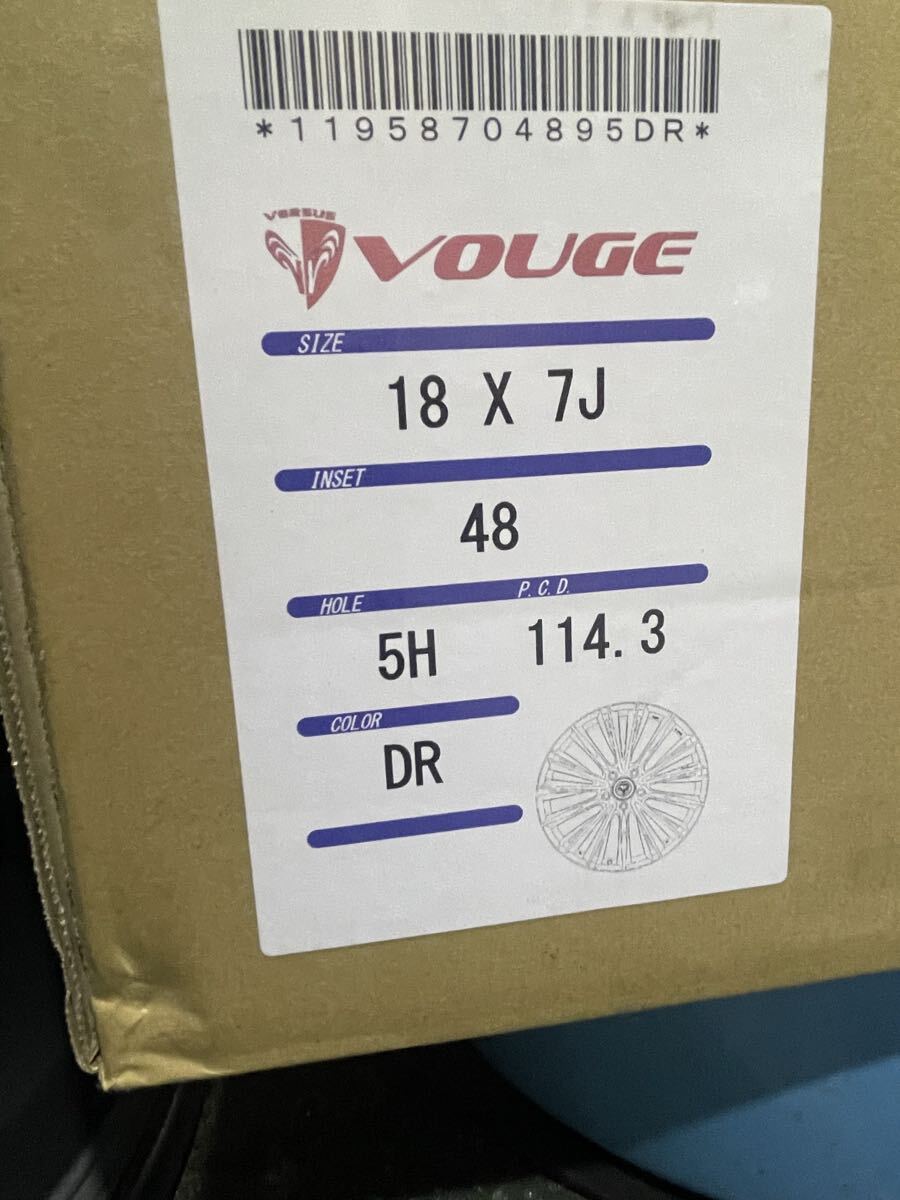 *11958704895DR*
VERSUS
VOUGE
SIZE
18 X 7J
INSET
48
HOLE P.C.D.
5H 114.3
COLOR
DR